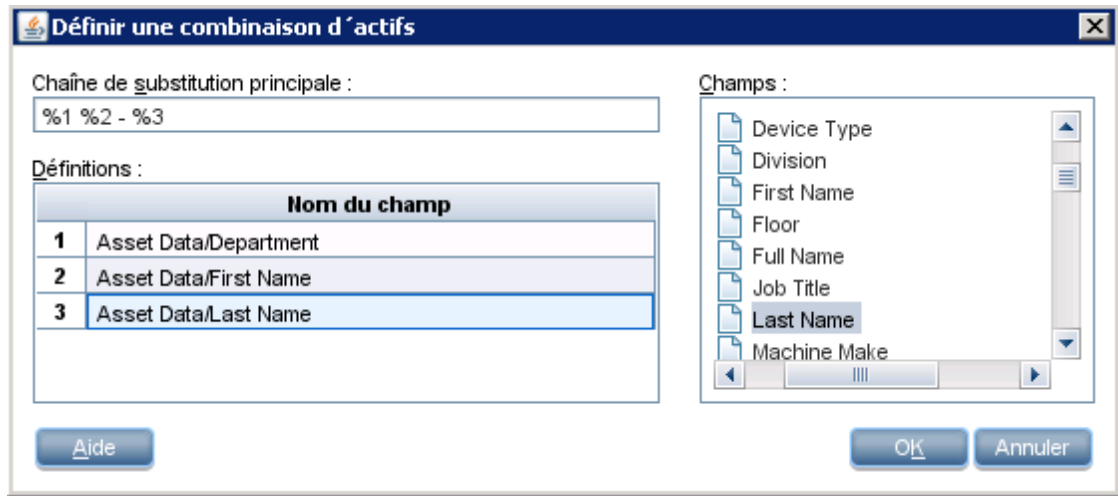 Définir une combinaison d´actifs
Chaîne de substitution principale :
%1 %2 - %3
Définitions :
Nom du champ
1 Asset Data/Department
2 Asset Data/First Name
3 Asset Data/Last Name
Champs :
Device Type
Division
First Name
Floor
Full Name
Job Title
Last Name
Machine Make
Aide
OK
Annuler